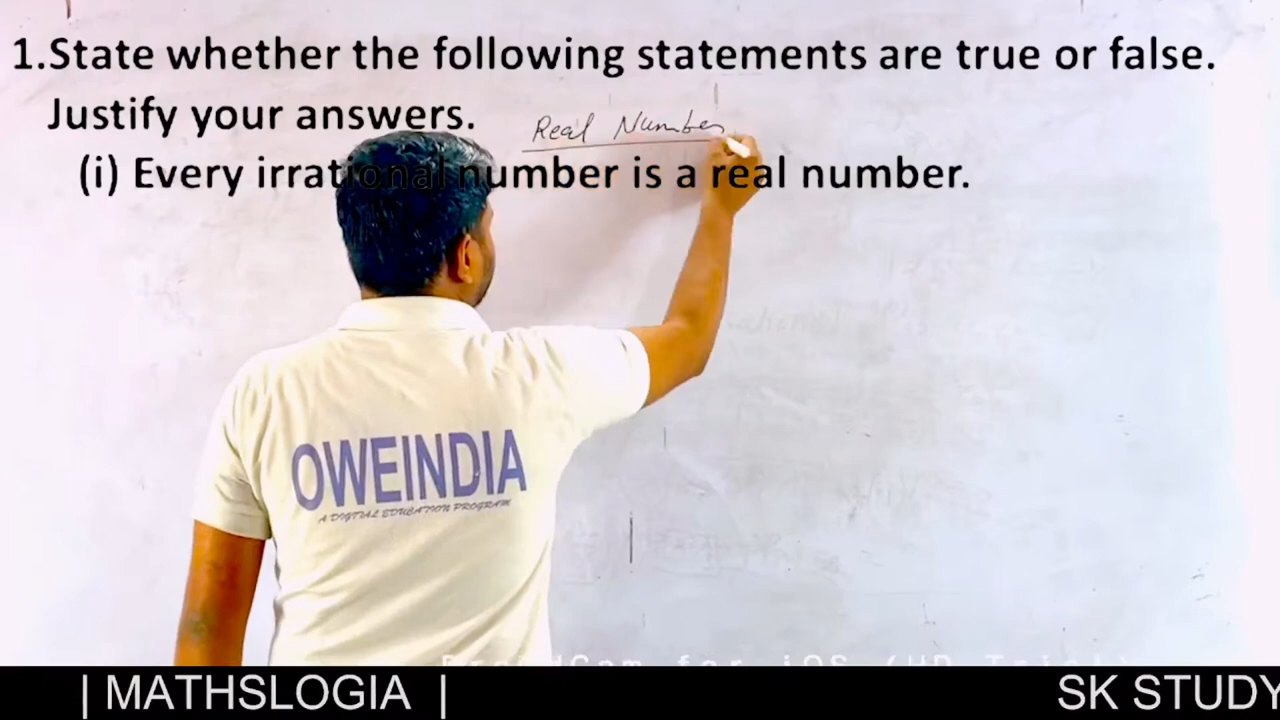 1.State whether the following statements are true or false.
Justify your answers.
Real Number
(i) Every irrational number is a real number.
OWEINDIA
A DIGITAL EDUCATION PROGRAM
| MATHSLOGIA |
SK STUDY